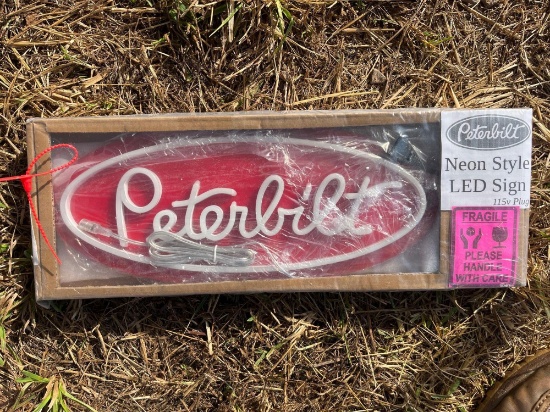 Peterbilt
Peterbilt
Neon Style
LED Sign
115v Plug
FRAGILE
PLEASE
HANDLE
WITH CARE